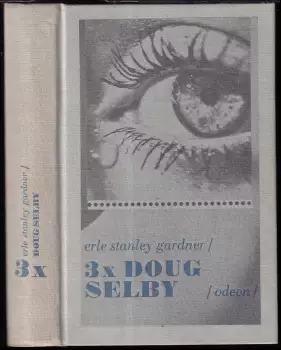 erle stanley gardner/
3x DOUG
SELBY
/odeon/
3x
erle stanley gardner/
DOUG SELBY